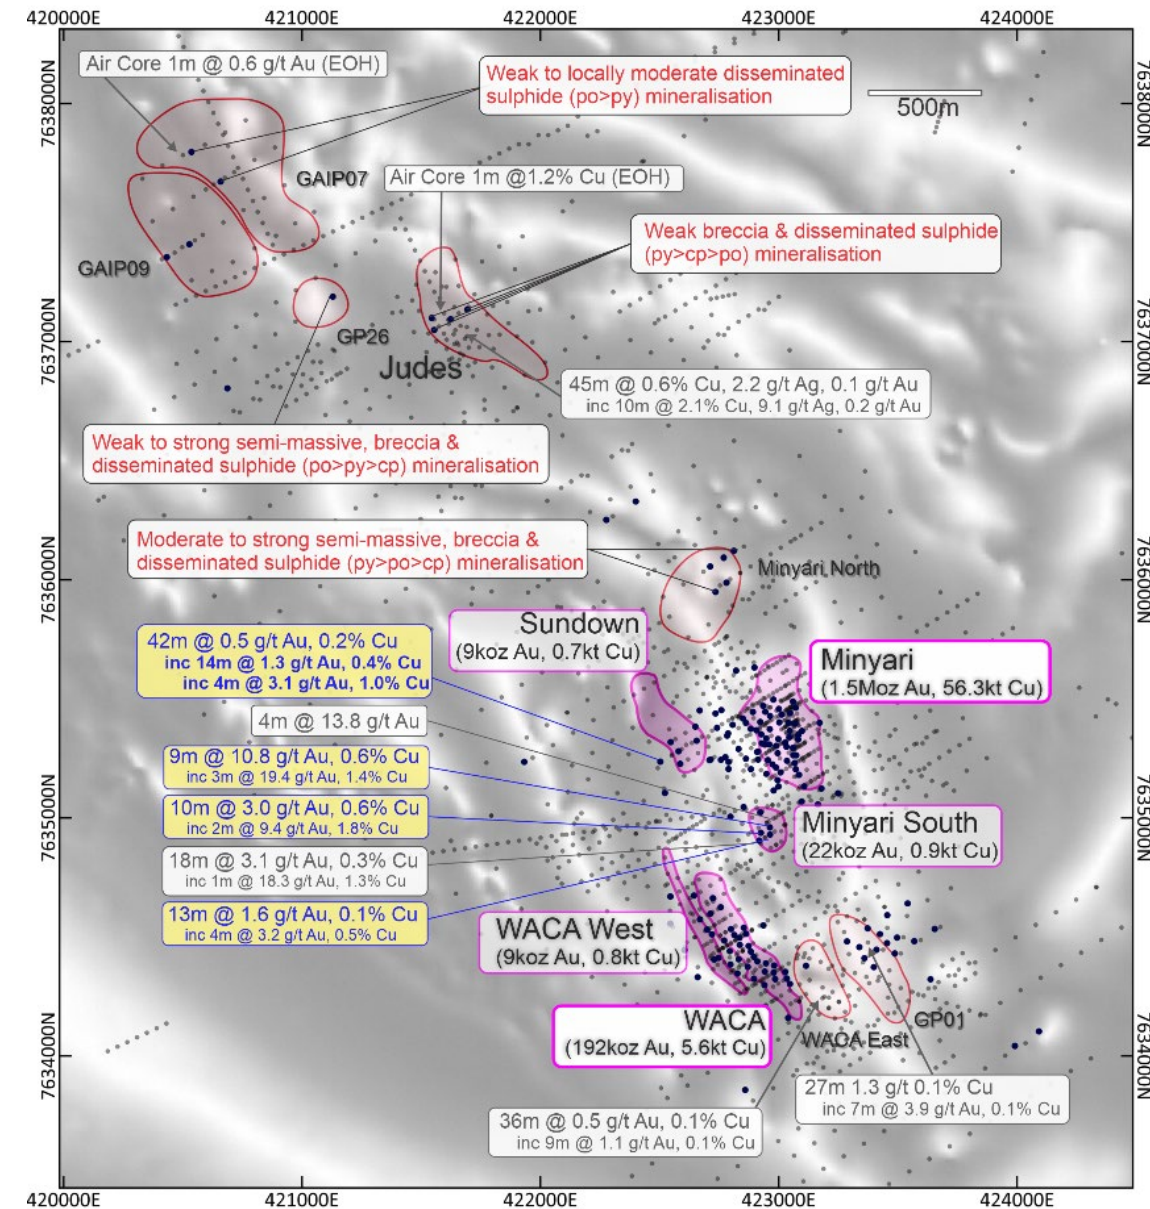 420000E 421000E 422000E 423000E 424000E
7638000N
7638000N
Air Core 1m @ 0.6 g/t Au (EOH)
Weak to locally moderate disseminated
sulphide (po>py) mineralisation
500m
GAIP07
Air Core 1m @1.2% Cu (EOH)
Weak breccia & disseminated sulphide
(py>cp>po) mineralisation
GAIP09
GP26
7637000N
7637000N
Judes
45m @ 0.6% Cu, 2.2 g/t Ag, 0.1 g/t Au
inc 10m @ 2.1% Cu, 9.1 g/t Ag, 0.2 g/t Au
Weak to strong semi-massive, breccia &
disseminated sulphide (po>py>cp) mineralisation
Moderate to strong semi-massive, breccia &
disseminated sulphide (py>po>cp) mineralisation
Minyari North
7636000N
7636000N
Sundown
(9koz Au, 0.7kt Cu)
Minyari
(1.5Moz Au, 56.3kt Cu)
42m @ 0.5 g/t Au, 0.2% Cu
inc 14m @ 1.3 g/t Au, 0.4% Cu
inc 4m @ 3.1 g/t Au, 1.0% Cu
4m @ 13.8 g/t Au
9m @ 10.8 g/t Au, 0.6% Cu
inc 3m @ 19.4 g/t Au, 1.4% Cu
10m @ 3.0 g/t Au, 0.6% Cu
inc 2m @ 9.4 g/t Au, 1.8% Cu
7635000N
7635000N
Minyari South
(22koz Au, 0.9kt Cu)
18m @ 3.1 g/t Au, 0.3% Cu
inc 1m @ 18.3 g/t Au, 1.3% Cu
13m @ 1.6 g/t Au, 0.1% Cu
inc 4m @ 3.2 g/t Au, 0.5% Cu
WACA West
(9koz Au, 0.8kt Cu)
WACA
(192koz Au, 5.6kt Cu)
GP01
WACA East
7634000N
7634000N
27m 1.3 g/t 0.1% Cu
inc 7m @ 3.9 g/t Au, 0.1% Cu
36m @ 0.5 g/t Au, 0.1% Cu
inc 9m @ 1.1 g/t Au, 0.1% Cu
420000E 421000E 422000E 423000E 424000E